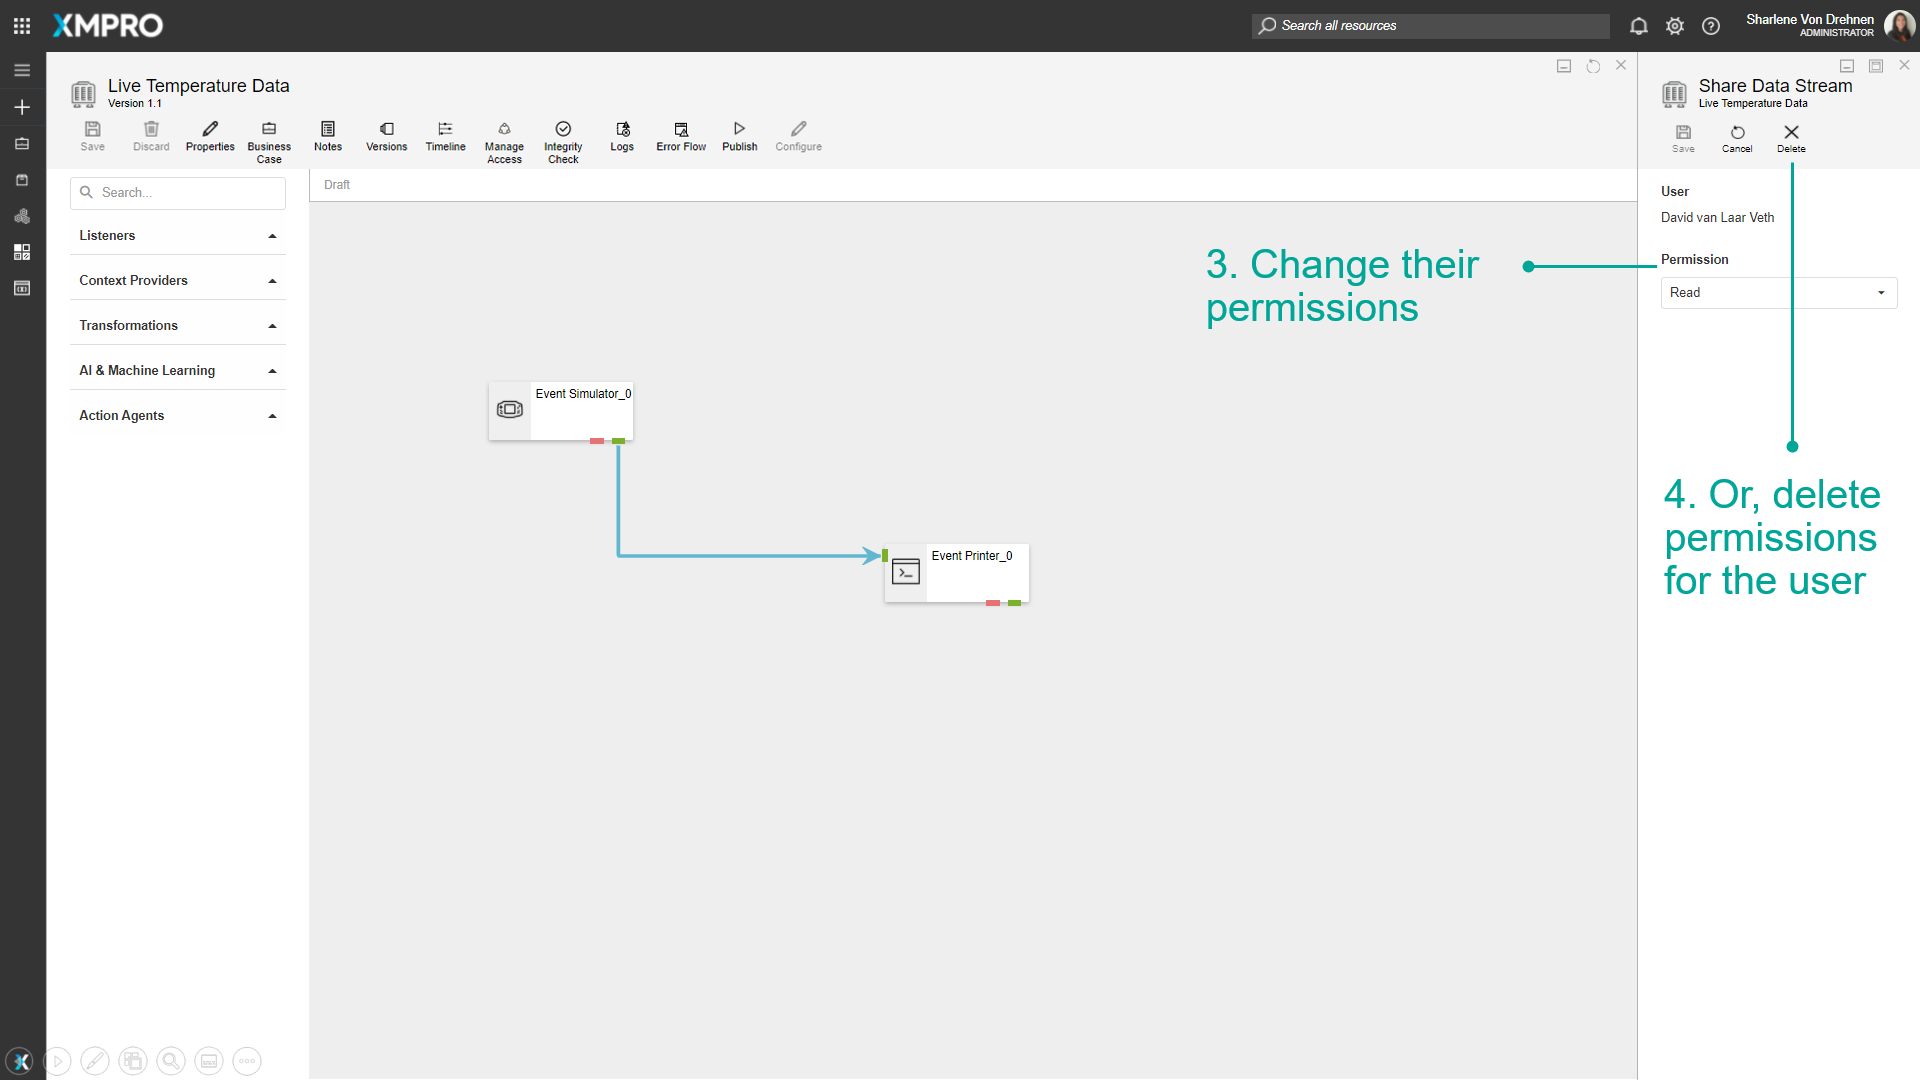 XMPRO
Search all resources
Sharlene Von Drehnen
ADMINISTRATOR
Live Temperature Data
Version 1.1
Save
Discard
Properties
Business
Case
Notes
Versions
Timeline
Manage
Access
Integrity
Check
Logs
Error Flow
Publish
Configure
Share Data Stream
Live Temperature Data
Save
Cancel
Delete
Search...
Listeners
Context Providers
Transformations
AI & Machine Learning
Action Agents
Draft
Event Simulator_0
Event Printer_0
3. Change their
permissions
User
David van Laar Veth
Permission
Read
4. Or, delete
permissions
for the user